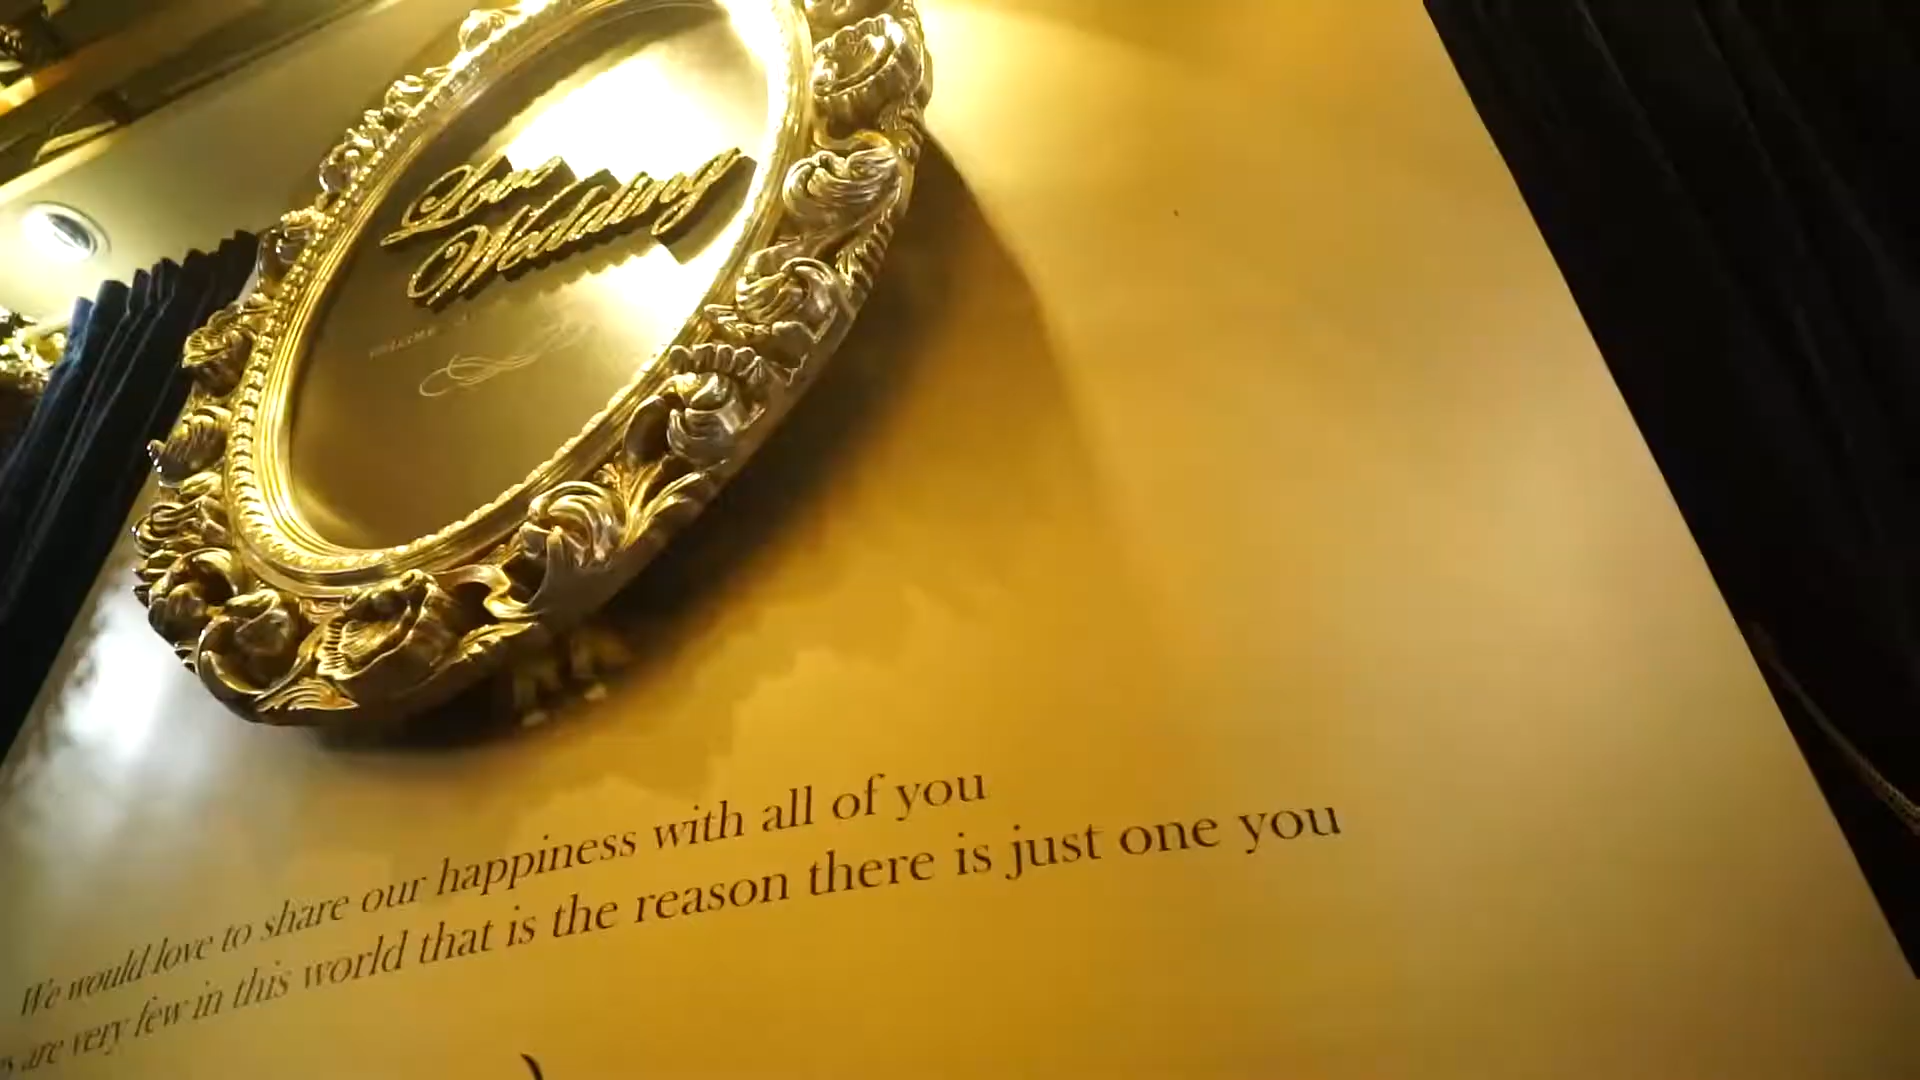 Love
Wedding
We would love to share our happiness with all of you
are very few in this world that is the reason there is just one you